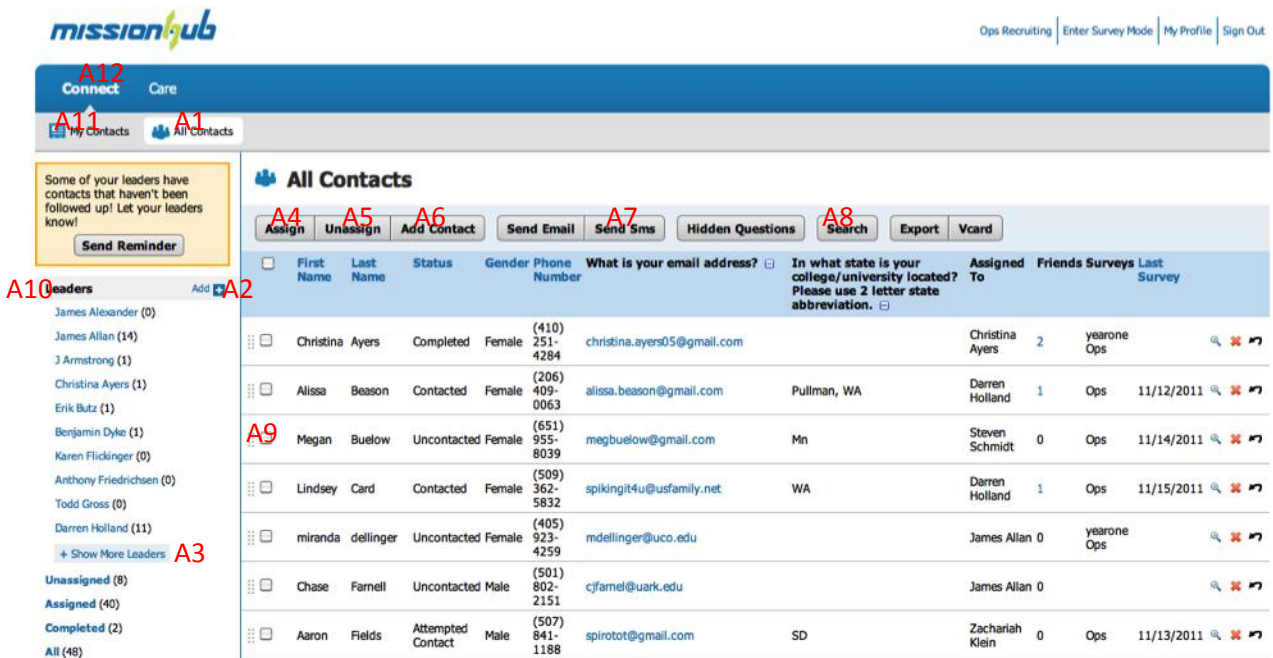 missionhub
Ops Recruiting Enter Survey Mode My Profile Sign Out
A12
Connect Care
A11 A1
My Contacts All Contacts
Some of your leaders have
contacts that haven't been
followed up! Let your leaders
know!
Send Reminder
A10 Leaders Add A2
James Alexander (0)
James Allan (14)
J Armstrong (1)
Christina Ayers (1)
Erik Butz (1)
Benjamin Dyke (1)
Karen Flickinger (0)
Anthony Friedrichsen (0)
Todd Gross (0)
Darren Holland (11)
+ Show More Leaders A3
Unassigned (8)
Assigned (40)
Completed (2)
All (48)
All Contacts
A4 A5 A6 A7 A8
Assign Unassign Add Contact Send Email Send Sms Hidden Questions Search Export Vcard
First Name Last Name Status Gender Phone Number What is your email address? In what state is your college/university located? Please use 2 letter state abbreviation. Assigned To Friends Surveys Last Survey
Christina Ayers Completed Female (410) 251-4284 christina.ayers05@gmail.com Christina Ayers 2 yearone Ops
Alissa Beason Contacted Female (206) 409-0063 alissa.beason@gmail.com Pullman, WA Darren Holland 1 Ops 11/12/2011
A9 Megan Buelow Uncontacted Female (651) 955-8039 megbuelow@gmail.com Mn Steven Schmidt 0 Ops 11/14/2011
Lindsey Card Contacted Female (509) 362-5832 spikingit4u@usfamily.net WA Darren Holland 1 Ops 11/15/2011
miranda dellinger Uncontacted Female (405) 923-4259 mdellinger@uco.edu James Allan 0 yearone Ops
Chase Farnell Uncontacted Male (501) 802-2151 cjfarnel@uark.edu James Allan 0
Aaron Fields Attempted Contact Male (507) 841-1188 spirotot@gmail.com SD Zachariah Klein 0 Ops 11/13/2011